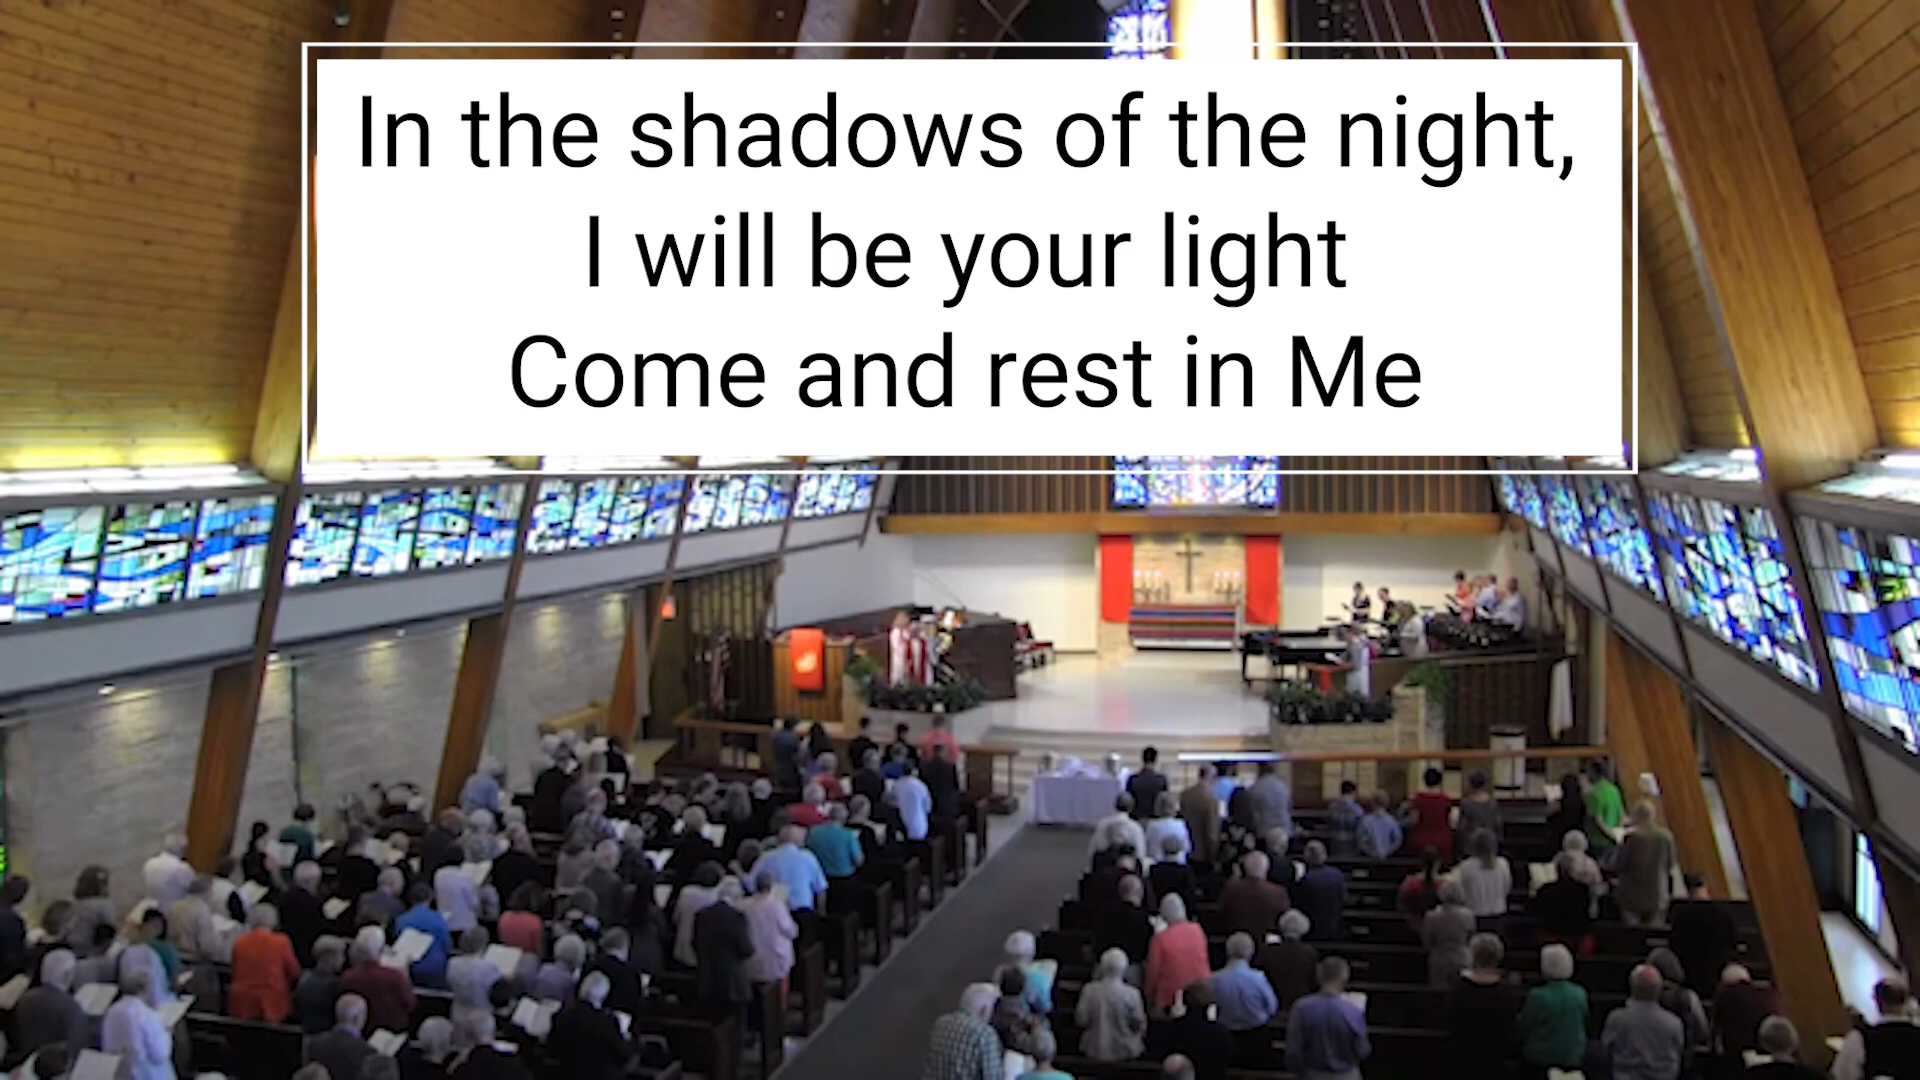 In the shadows of the night,
I will be your light
Come and rest in Me